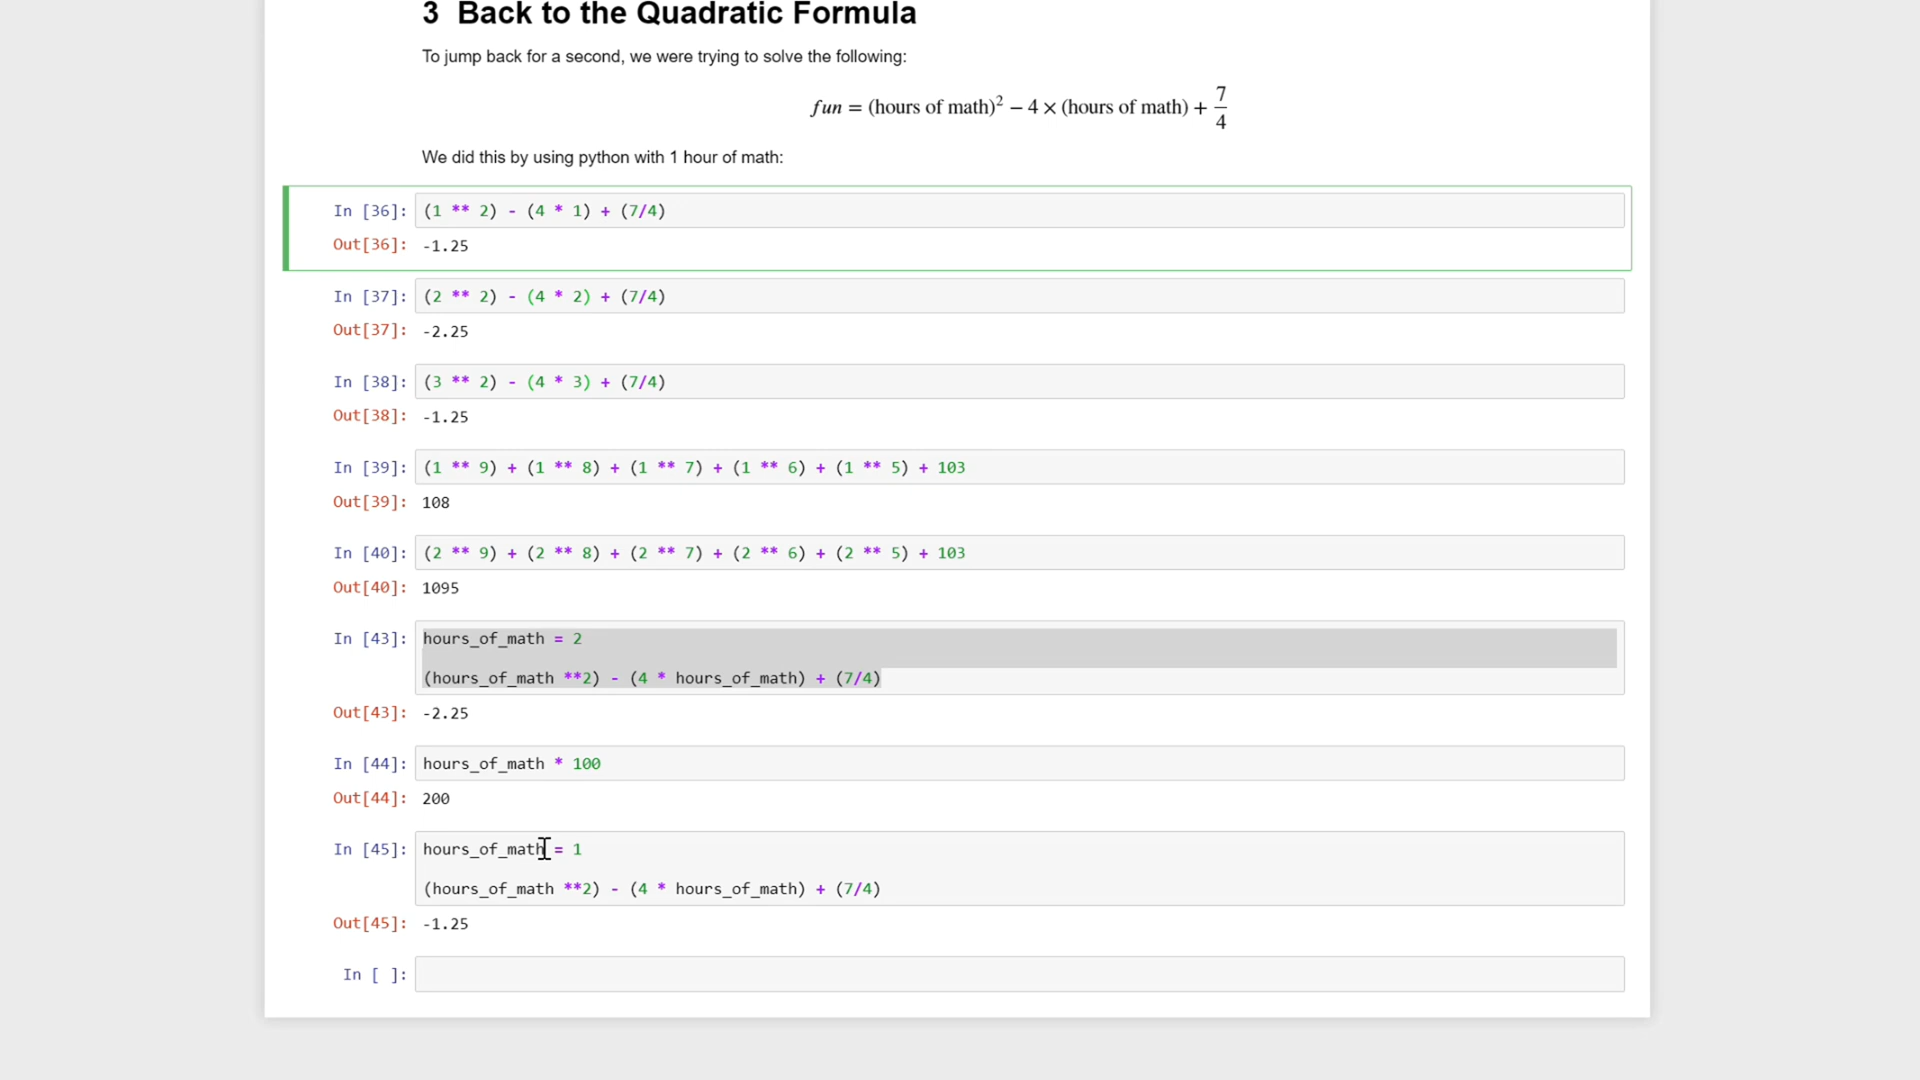 3 Back to the Quadratic Formula
To jump back for a second, we were trying to solve the following:
fun = (hours of math)² − 4 × (hours of math) + 7/4
We did this by using python with 1 hour of math:
In [36]: (1 ** 2) - (4 * 1) + (7/4)
Out[36]: -1.25
In [37]: (2 ** 2) - (4 * 2) + (7/4)
Out[37]: -2.25
In [38]: (3 ** 2) - (4 * 3) + (7/4)
Out[38]: -1.25
In [39]: (1 ** 9) + (1 ** 8) + (1 ** 7) + (1 ** 6) + (1 ** 5) + 103
Out[39]: 108
In [40]: (2 ** 9) + (2 ** 8) + (2 ** 7) + (2 ** 6) + (2 ** 5) + 103
Out[40]: 1095
In [43]: hours_of_math = 2
(hours_of_math **2) - (4 * hours_of_math) + (7/4)
Out[43]: -2.25
In [44]: hours_of_math * 100
Out[44]: 200
In [45]: hours_of_math = 1
(hours_of_math **2) - (4 * hours_of_math) + (7/4)
Out[45]: -1.25
In [ ]: